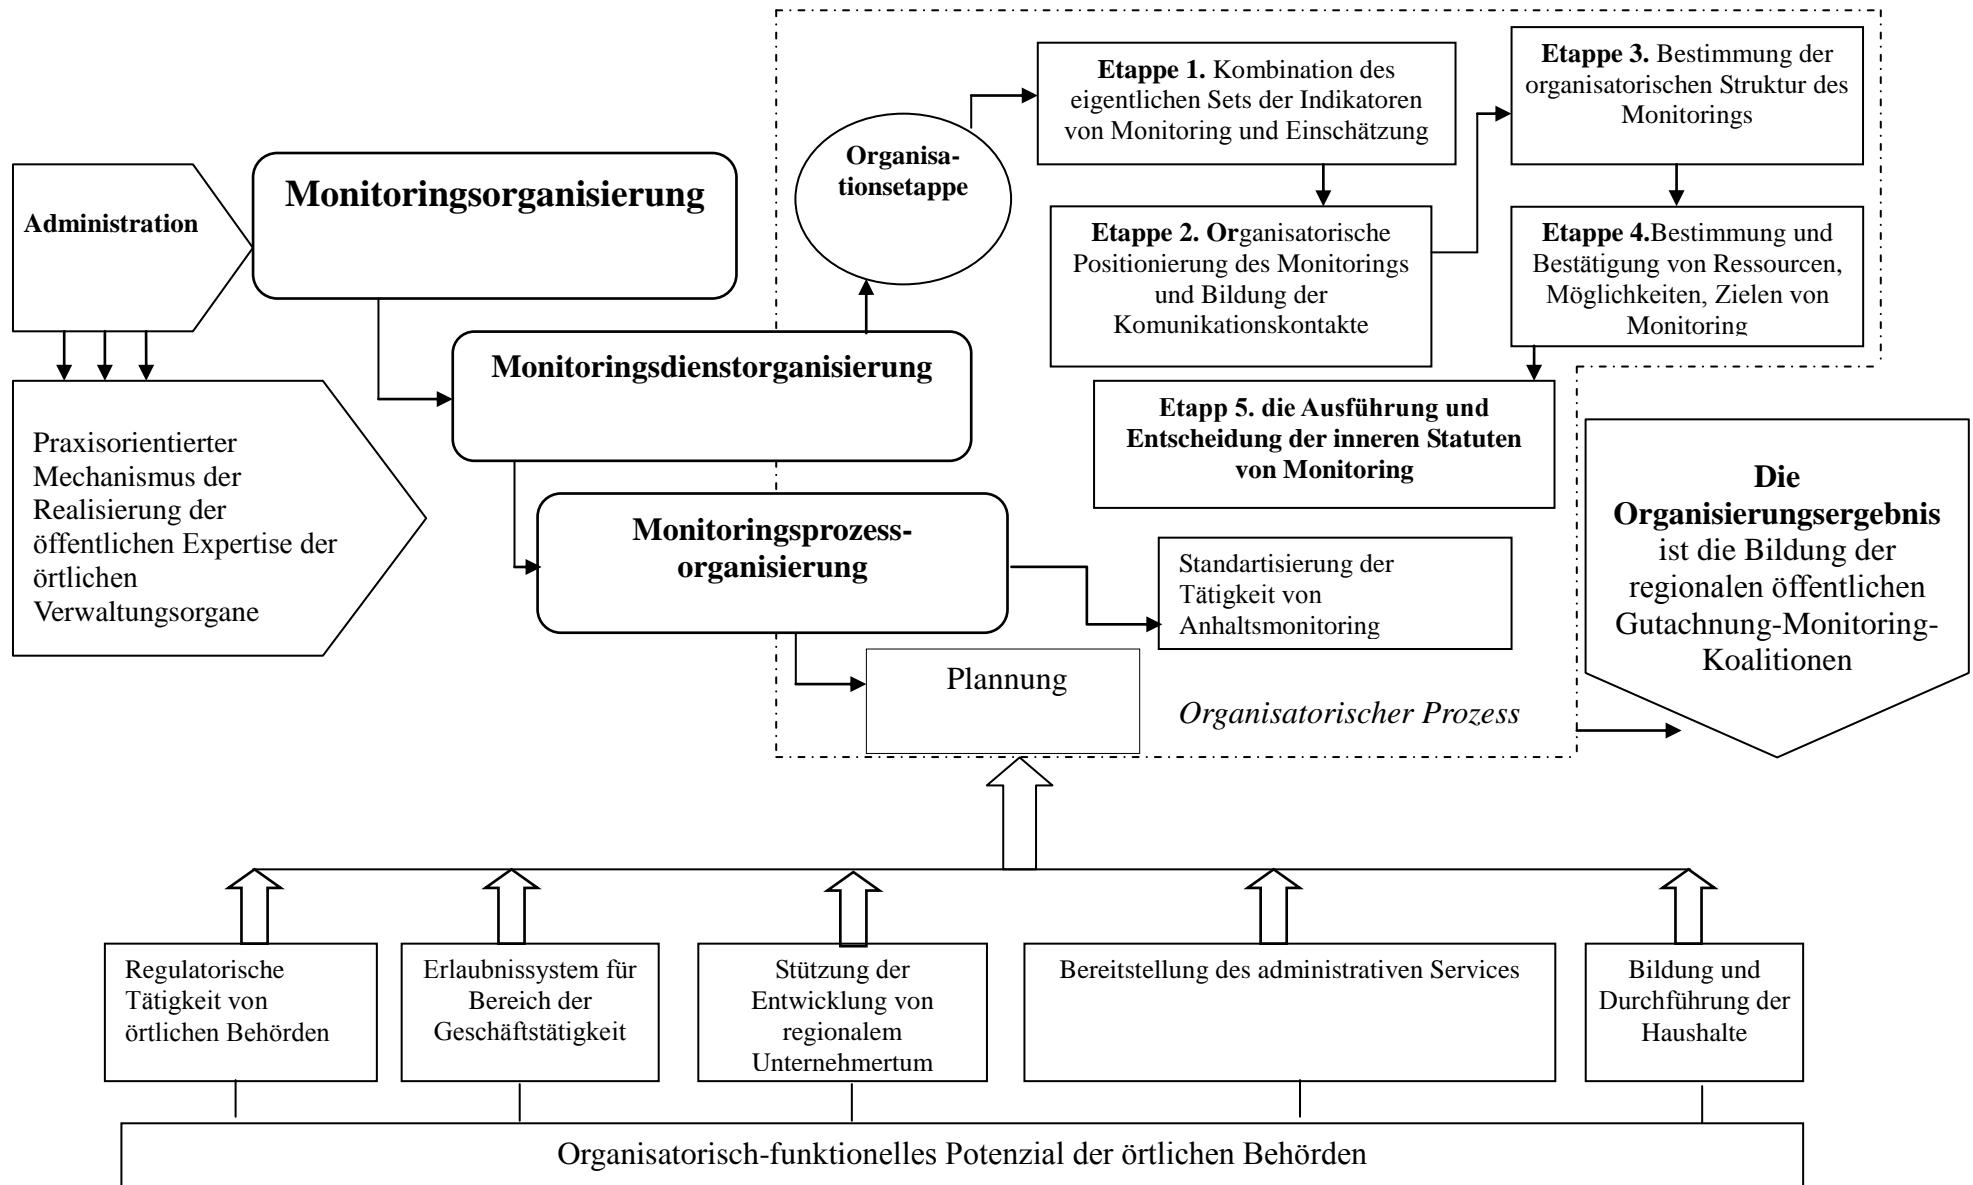 Administration
Monitoringsorganisierung
Organisa-
tionsetappe
Etappe 1. Kombination des
eigentlichen Sets der Indikatoren
von Monitoring und Einschätzung
Etappe 3. Bestimmung der
organisatorischen Struktur des
Monitorings
Etappe 2. Organisatorische
Positionierung des Monitorings
und Bildung der
Komunikationskontakte
Etappe 4.Bestimmung und
Bestätigung von Ressourcen,
Möglichkeiten, Zielen von
Monitoring
Monitoringsdienstorganisierung
Etapp 5. die Ausführung und
Entscheidung der inneren Statuten
von Monitoring
Praxisorientierter
Mechanismus der
Realisierung der
öffentlichen Expertise der
örtlichen
Verwaltungsorgane
Monitoringsprozess-
organisierung
Standartisierung der
Tätigkeit von
Anhaltsmonitoring
Die
Organisierungsergebnis
ist die Bildung der
regionalen öffentlichen
Gutachnung-Monitoring-
Koalitionen
Plannung
Organisatorischer Prozess
Regulatorische
Tätigkeit von
örtlichen Behörden
Erlaubnissystem für
Bereich der
Geschäftstätigkeit
Stützung der
Entwicklung von
regionalem
Unternehmertum
Bereitstellung des administrativen Services
Bildung und
Durchführung der
Haushalte
Organisatorisch-funktionelles Potenzial der örtlichen Behörden